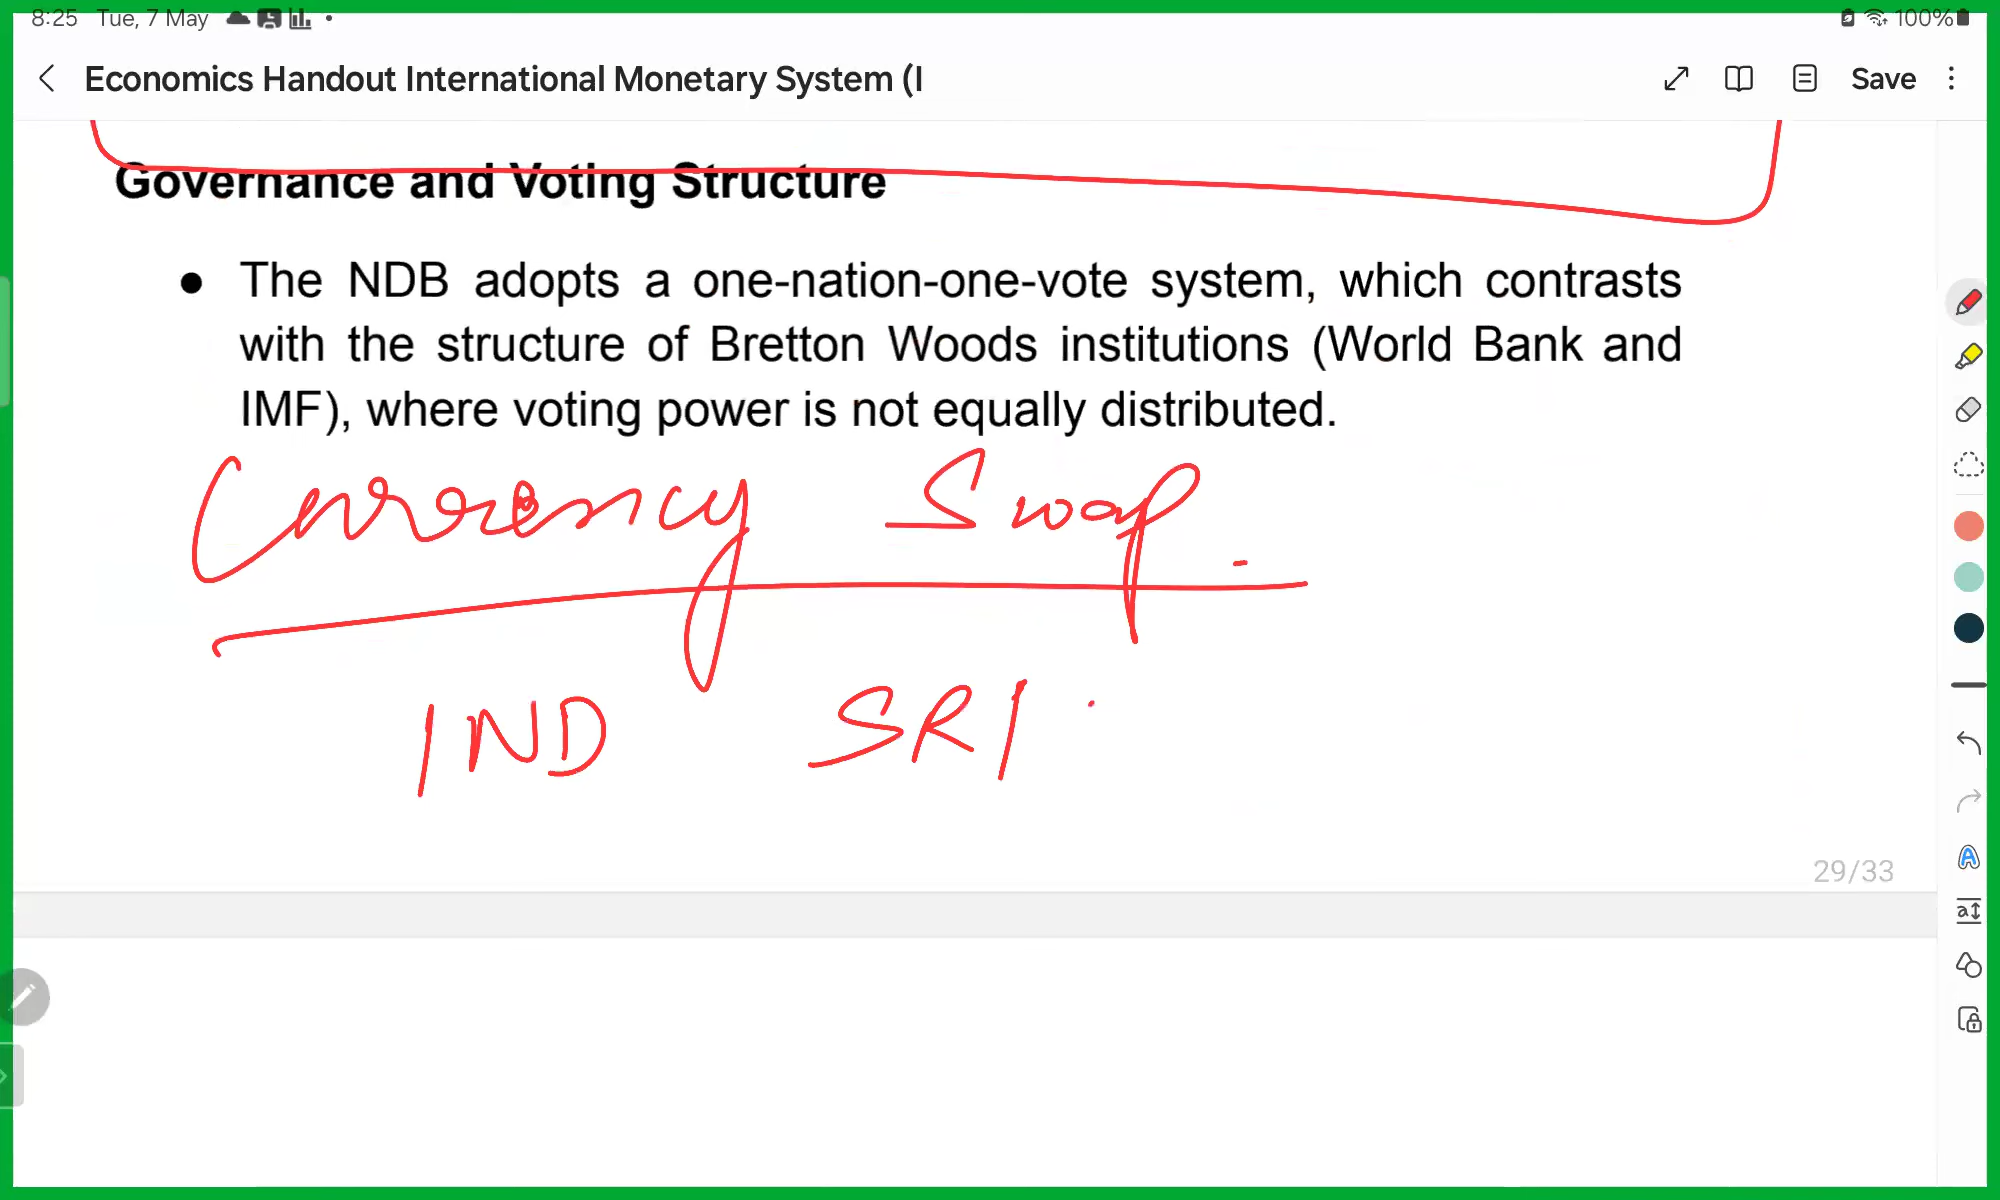 8:25 Tue, 7 May 100%
Economics Handout International Monetary System (I Save
Governance and Voting Structure
● The NDB adopts a one-nation-one-vote system, which contrasts
with the structure of Bretton Woods institutions (World Bank and
IMF), where voting power is not equally distributed.
Currency Swap.
IND SRI
29/33